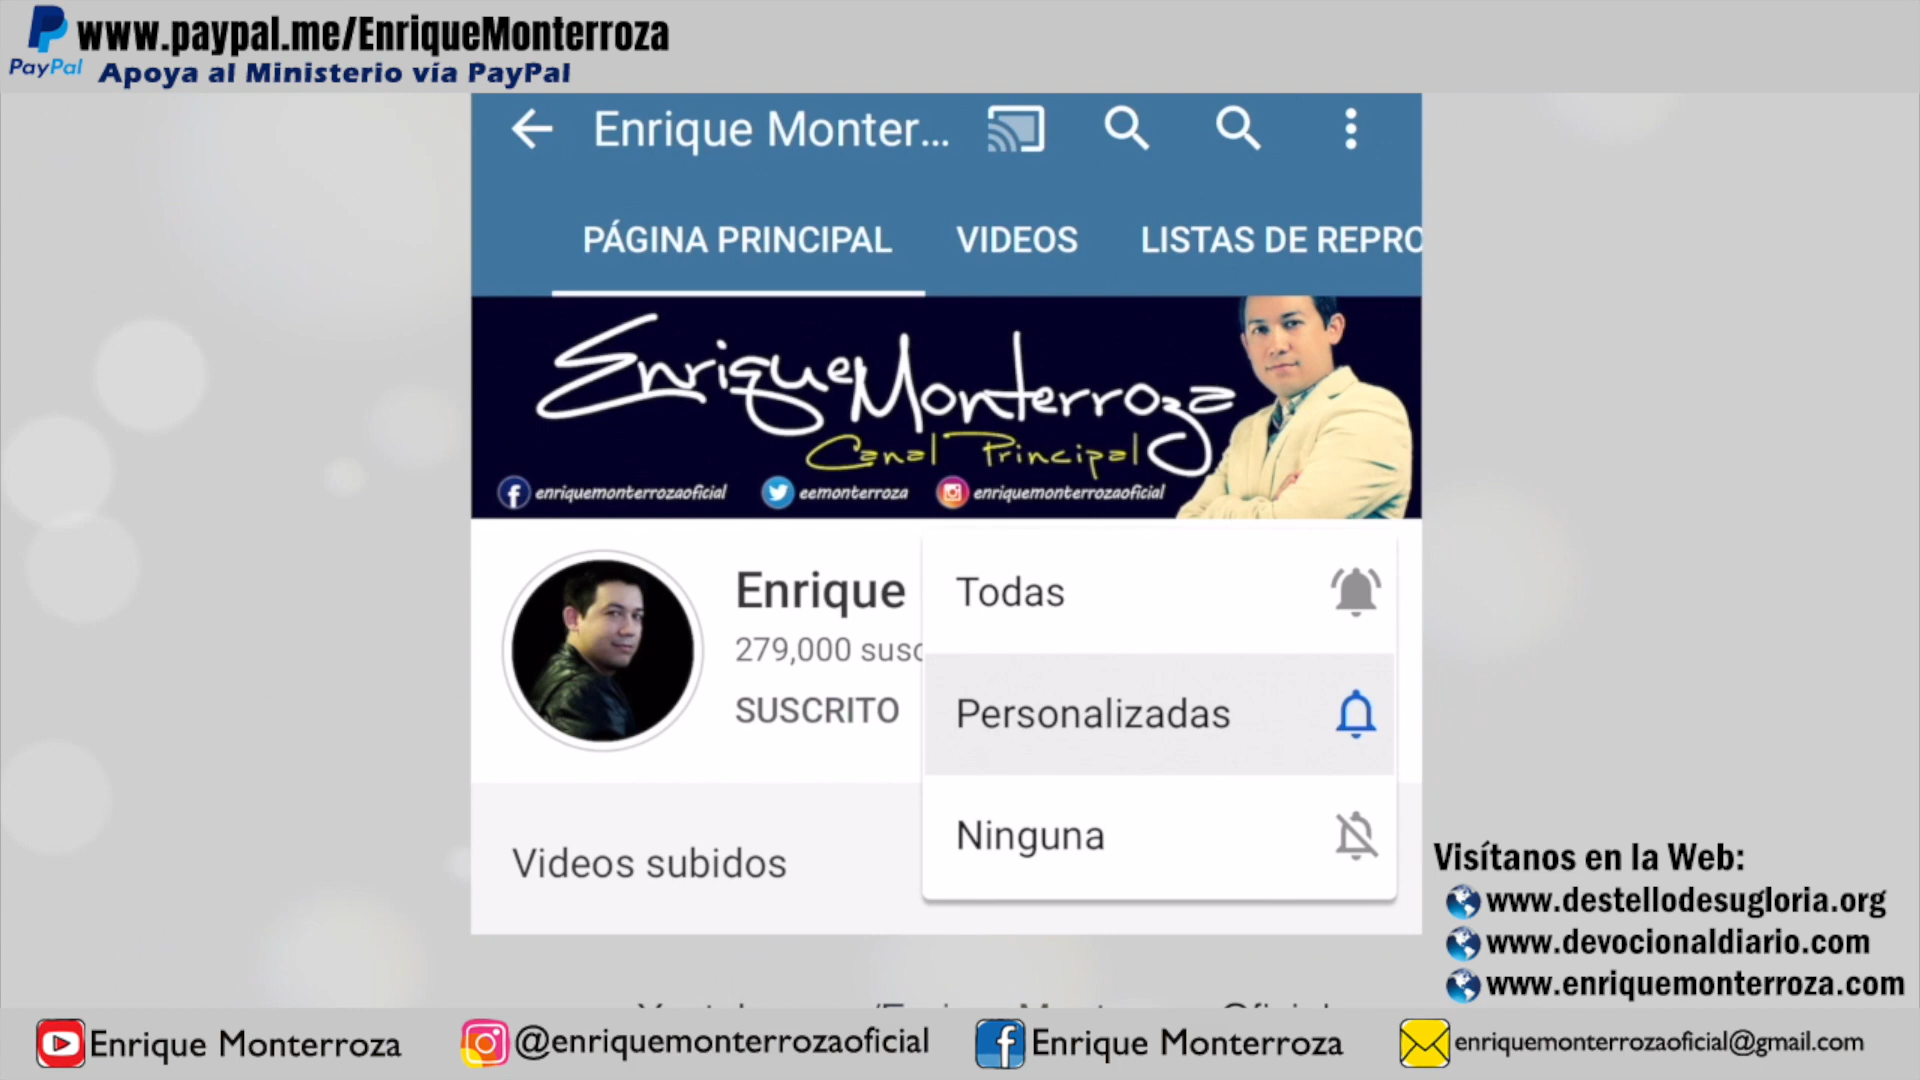 www.paypal.me/EnriqueMonterroza
PayPal
Apoya al Ministerio vía PayPal
Enrique Monter...
PÁGINA PRINCIPAL VIDEOS LISTAS DE REPRO
Enrique Monterroza
Canal Principal
enriquemonterrozaoficial eemonterroza enriquemonterrozaoficial
Enrique
279,000 susc
SUSCRITO
Todas
Personalizadas
Ninguna
Videos subidos
Visítanos en la Web:
www.destellodesugloria.org
www.devocionaldiario.com
www.enriquemonterroza.com
Enrique Monterroza @enriquemonterrozaoficial Enrique Monterroza enriquemonterrozaoficial@gmail.com